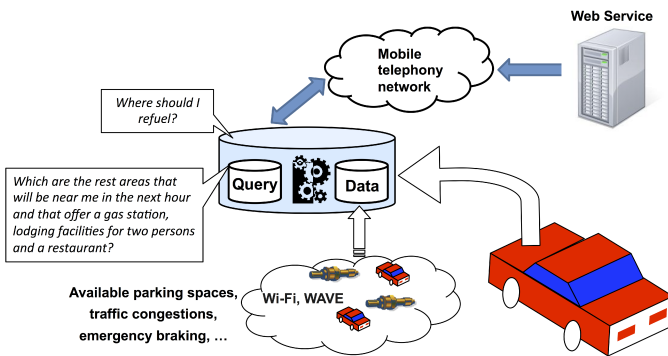 Web Service
Mobile
telephony
network
Where should I
refuel?
Query
Data
Which are the rest areas that
will be near me in the next hour
and that offer a gas station,
lodging facilities for two persons
and a restaurant?
Wi-Fi, WAVE
Available parking spaces,
traffic congestions,
emergency braking, ...